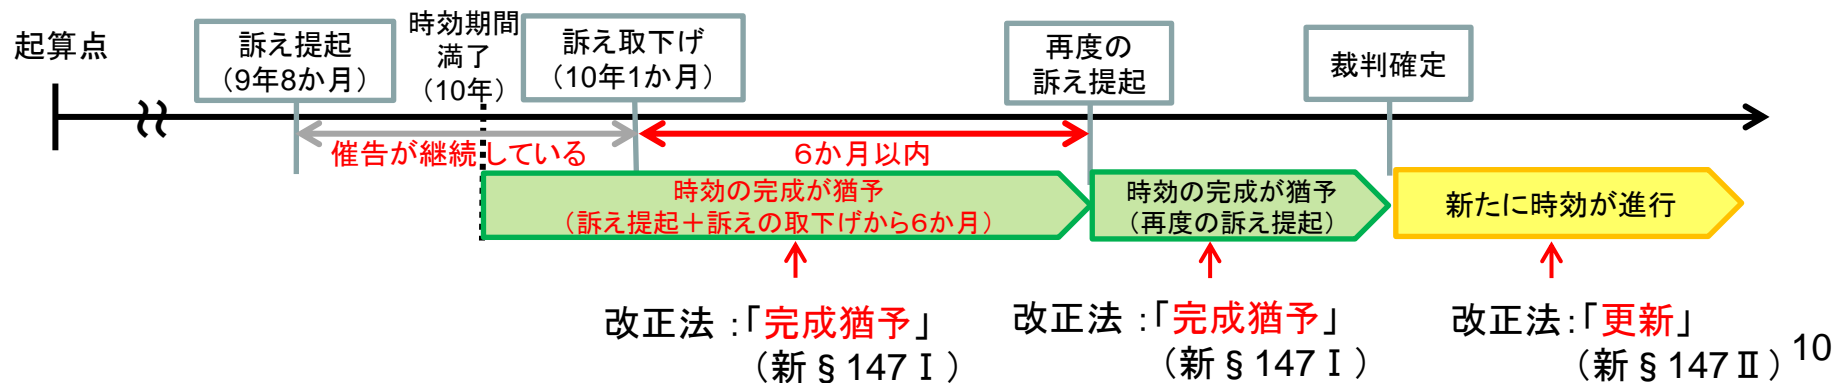 起算点
訴え提起
（9年8か月）
時効期間
満了
（10年）
訴え取下げ
（10年1か月）
再度の
訴え提起
裁判確定
催告が継続している
６か月以内
時効の完成が猶予
（訴え提起＋訴えの取下げから６か月）
時効の完成が猶予
（再度の訴え提起）
新たに時効が進行
改正法：「完成猶予」
（新§147Ⅰ）
改正法：「完成猶予」
（新§147Ⅰ）
改正法：「更新」
（新§147Ⅱ）
10